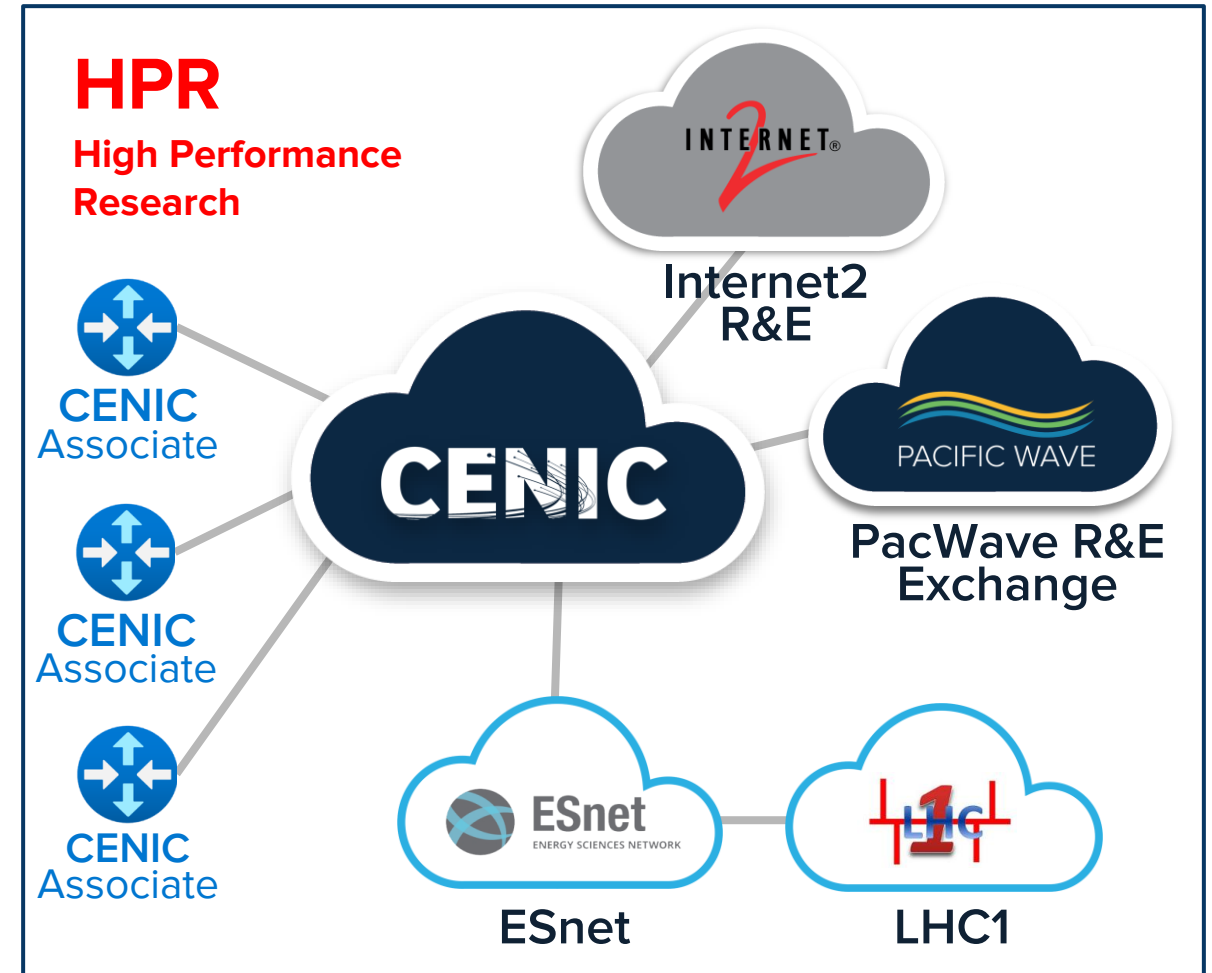 HPR
High Performance
Research
INTERNET®
2
Internet2
R&E
CENIC
Associate
CENIC
PACIFIC WAVE
PacWave R&E
Exchange
CENIC
Associate
CENIC
Associate
ESnet
ENERGY SCIENCES NETWORK
ESnet
LHC
1
LHC1